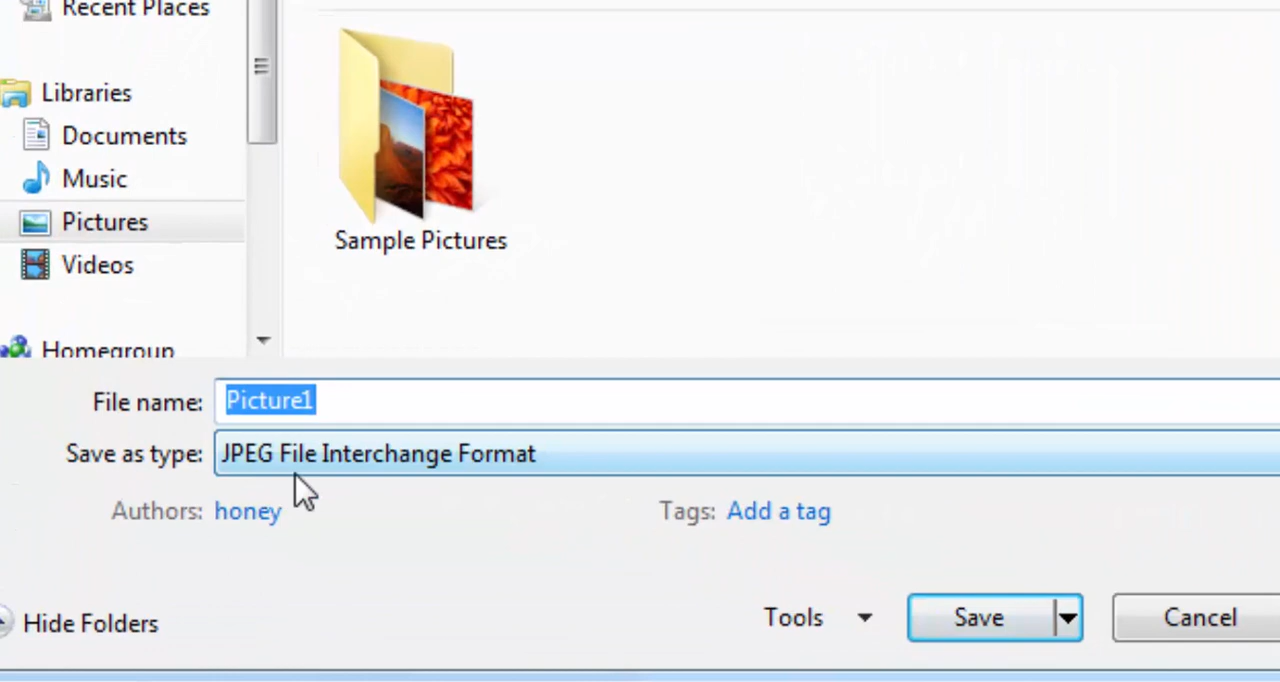 Recent Places
Libraries
Documents
Music
Pictures
Videos
Homegroup
Sample Pictures
File name: Picture1
Save as type: JPEG File Interchange Format
Authors: honey Tags: Add a tag
Hide Folders Tools Save Cancel